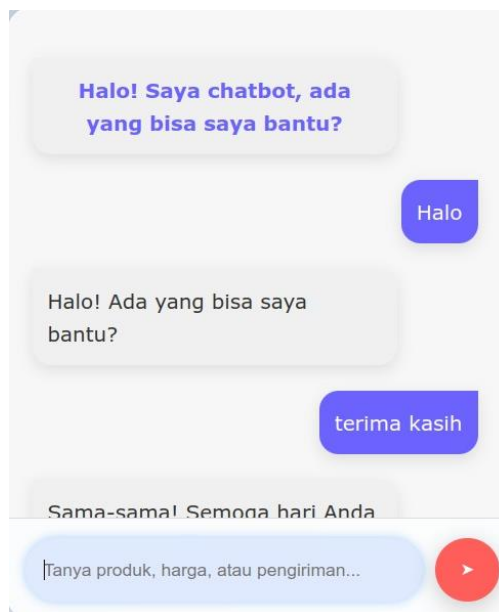 Halo! Saya chatbot, ada
yang bisa saya bantu?
Halo
Halo! Ada yang bisa saya
bantu?
terima kasih
Sama-sama! Semoga hari Anda
Tanya produk, harga, atau pengiriman...